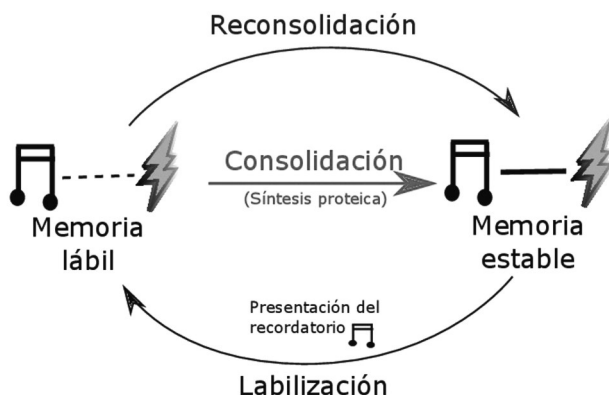 Reconsolidación
Consolidación
(Síntesis proteica)
Memoria
lábil
Memoria
estable
Presentación del
recordatorio
Labilización